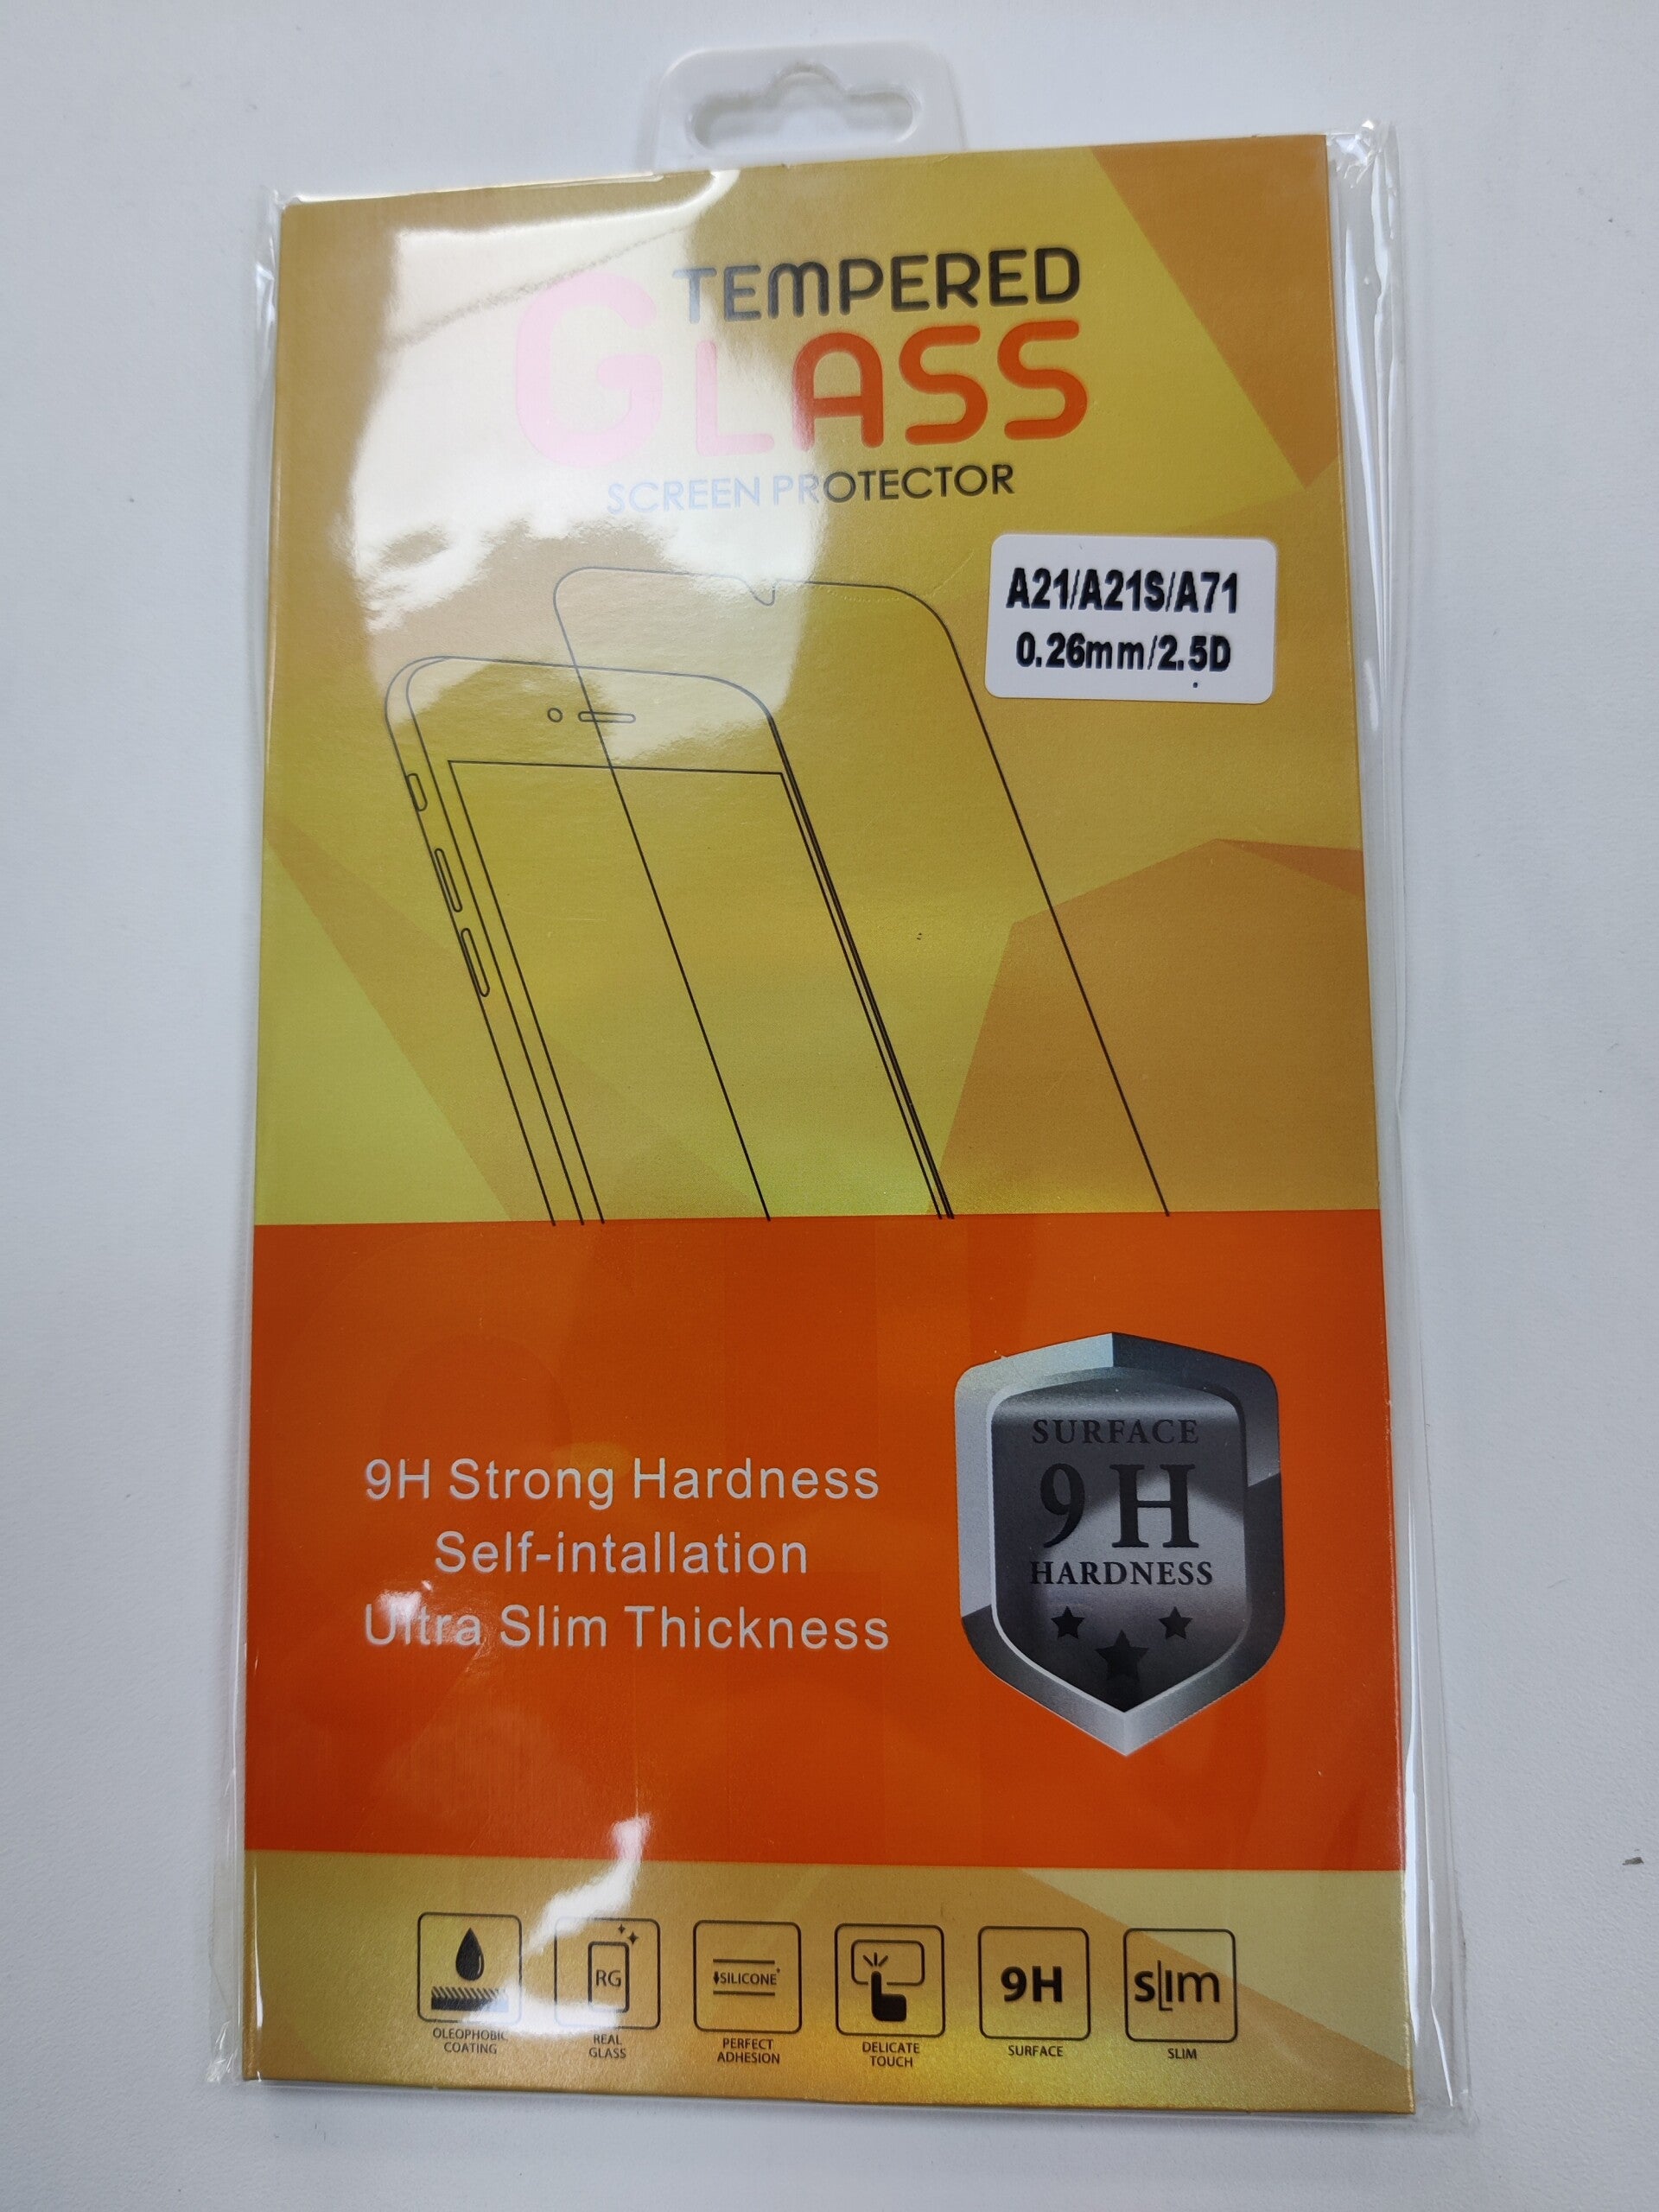 TEMPERED
GLASS
SCREEN PROTECTOR
A21/A21S/A71
0.26mm/2.5D
SURFACE
9H
HARDNESS
9H Strong Hardness
Self-intallation
Ultra Slim Thickness
RG
SILICONE
9H
sLim
OLEOPHOBIC
COATING
REAL
GLASS
PERFECT
ADHESION
DELICATE
TOUCH
SURFACE
SLIM